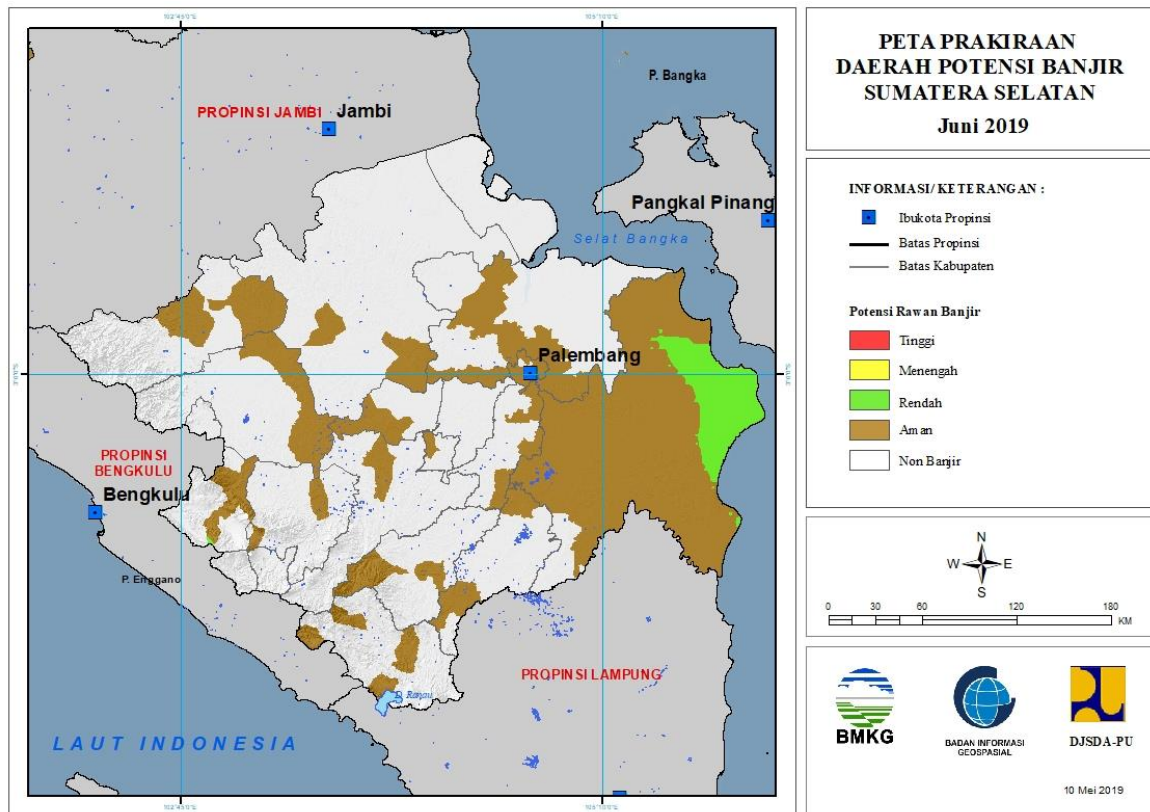 PETA PRAKIRAAN
DAERAH POTENSI BANJIR
SUMATERA SELATAN
Juni 2019
INFORMASI/ KETERANGAN :
Ibukota Propinsi
Batas Propinsi
Batas Kabupaten
Potensi Rawan Banjir
Tinggi
Menengah
Rendah
Aman
Non Banjir
N
W E
S
0 30 60 120 180
KM
BMKG
BADAN INFORMASI
GEOSPASIAL
DJSDA-PU
10 Mei 2019
P. Bangka
PROPINSI JAMBI
Jambi
Pangkal Pinang
Selat Bangka
Palembang
PROPINSI
BENGKULU
Bengkulu
P. Enggano
PROPINSI LAMPUNG
D. Ranau
LAUT INDONESIA